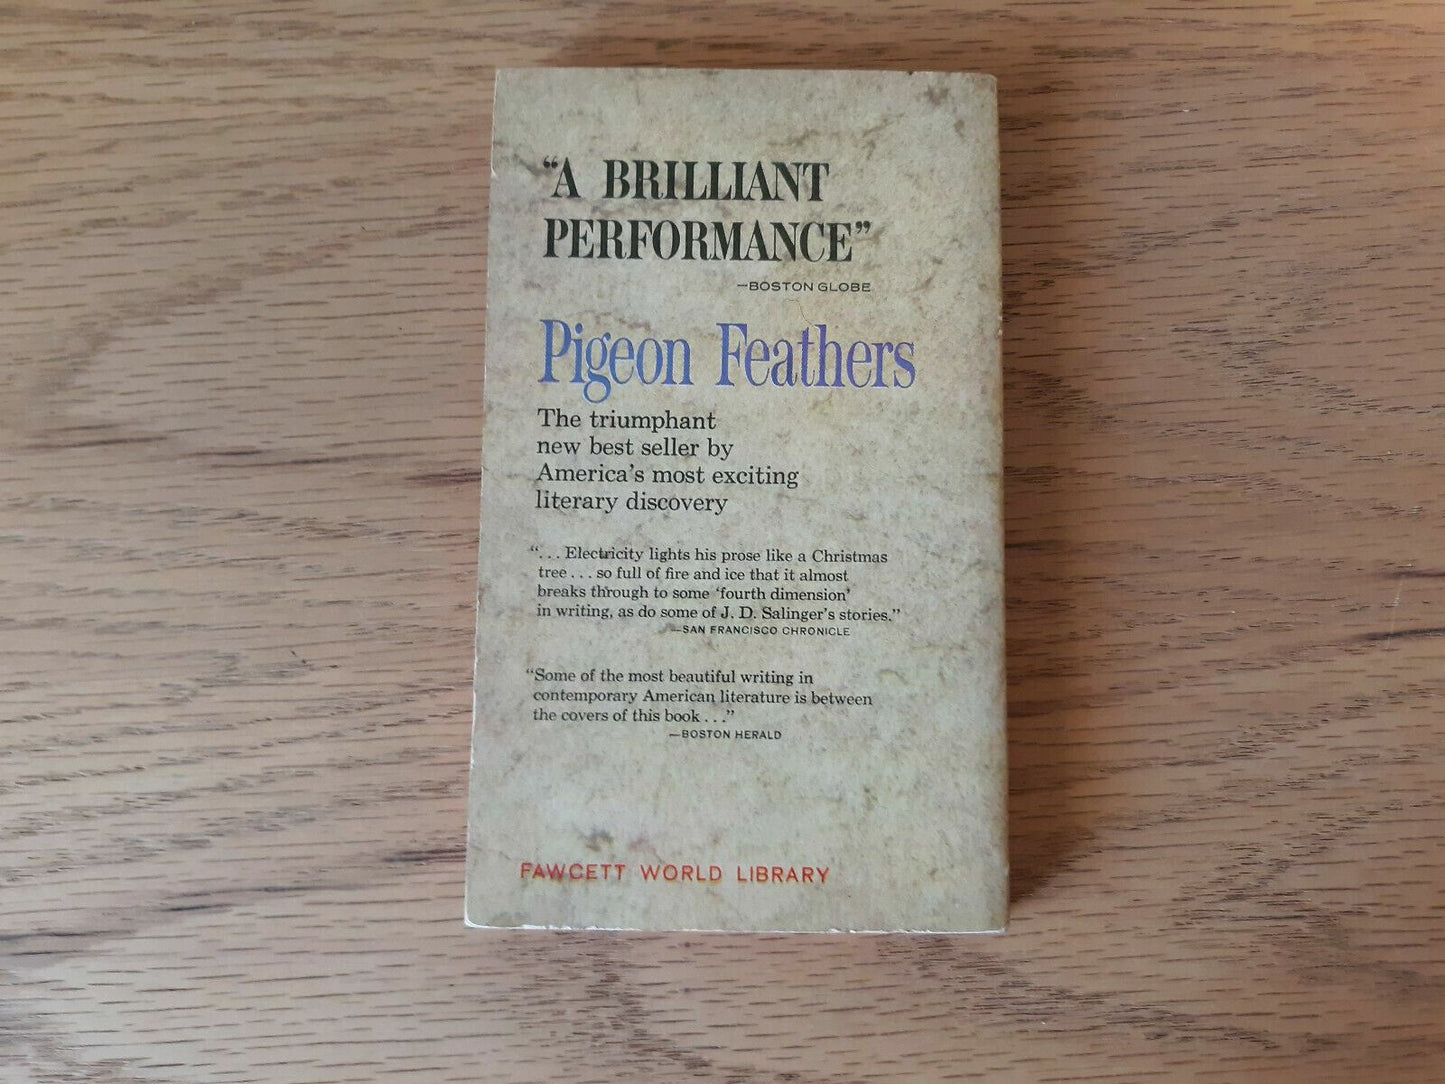 “A BRILLIANT
PERFORMANCE”
—BOSTON GLOBE
Pigeon Feathers
The triumphant
new best seller by
America’s most exciting
literary discovery
“. . . Electricity lights his prose like a Christmas
tree . . . so full of fire and ice that it almost
breaks through to some ‘fourth dimension’
in writing, as do some of J. D. Salinger’s stories.”
—SAN FRANCISCO CHRONICLE
“Some of the most beautiful writing in
contemporary American literature is between
the covers of this book . . .”
—BOSTON HERALD
FAWCETT WORLD LIBRARY